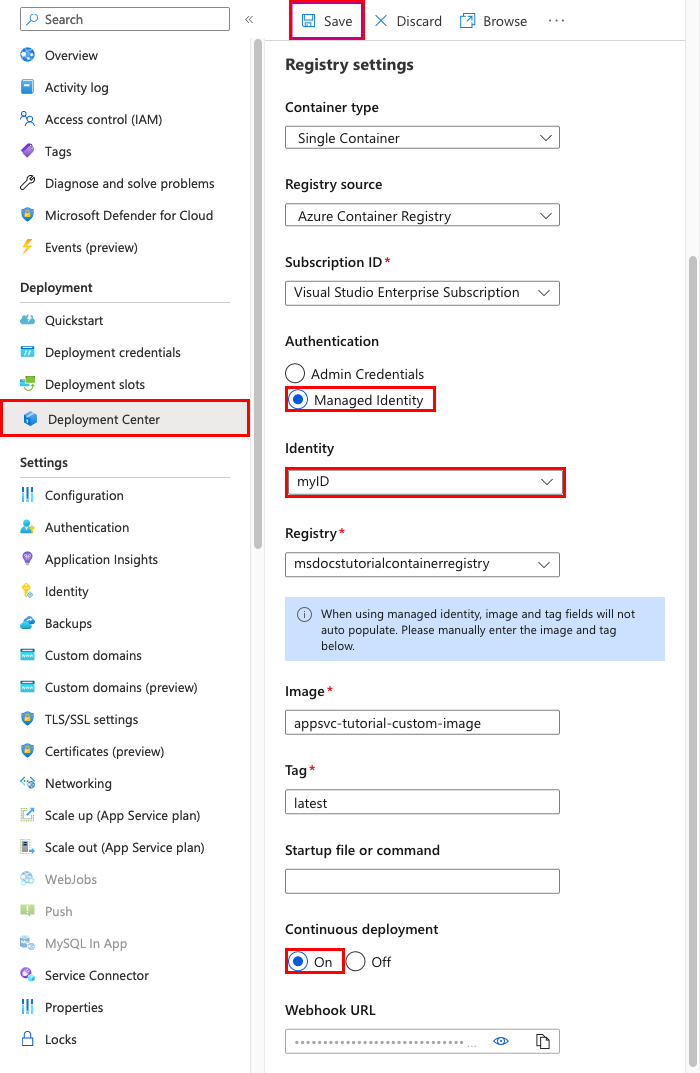 Search
«
Overview
Activity log
Access control (IAM)
Tags
Diagnose and solve problems
Microsoft Defender for Cloud
Events (preview)
Deployment
Quickstart
Deployment credentials
Deployment slots
Deployment Center
Settings
Configuration
Authentication
Application Insights
Identity
Backups
Custom domains
Custom domains (preview)
TLS/SSL settings
Certificates (preview)
Networking
Scale up (App Service plan)
Scale out (App Service plan)
WebJobs
Push
MySQL In App
Service Connector
Properties
Locks
Save Discard Browse ···
Registry settings
Container type
Single Container
Registry source
Azure Container Registry
Subscription ID*
Visual Studio Enterprise Subscription
Authentication
Admin Credentials
Managed Identity
Identity
myID
Registry*
msdocstutorialcontainerregistry
When using managed identity, image and tag fields will not
auto populate. Please manually enter the image and tag
below.
Image*
appsvc-tutorial-custom-image
Tag*
latest
Startup file or command
Continuous deployment
On Off
Webhook URL
••••••••••••••••••••••••••••• ...